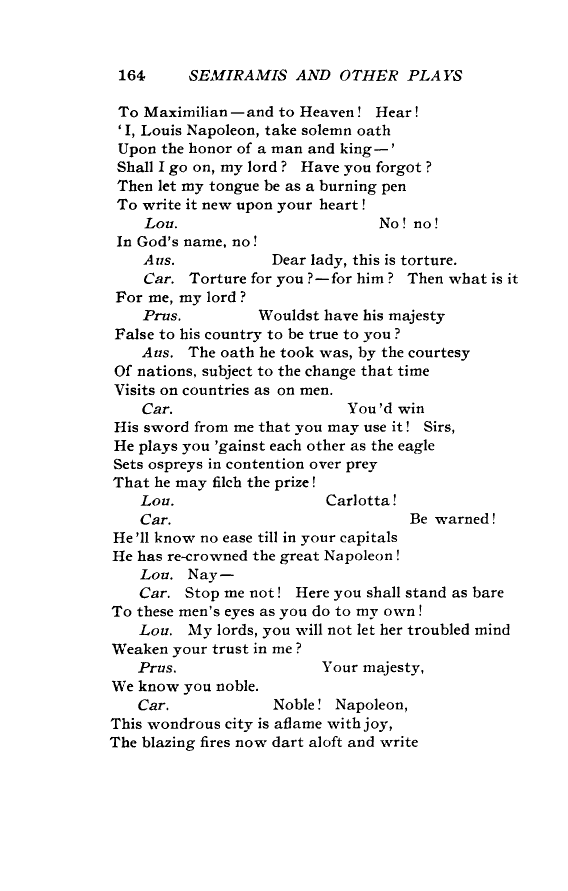 164 SEMIRAMIS AND OTHER PLAYS
To Maximilian—and to Heaven! Hear!
‘I, Louis Napoleon, take solemn oath
Upon the honor of a man and king—’
Shall I go on, my lord? Have you forgot?
Then let my tongue be as a burning pen
To write it new upon your heart!
Lou. No! no!
In God's name, no!
Aus. Dear lady, this is torture.
Car. Torture for you?—for him? Then what is it
For me, my lord?
Prus. Wouldst have his majesty
False to his country to be true to you?
Aus. The oath he took was, by the courtesy
Of nations, subject to the change that time
Visits on countries as on men.
Car. You'd win
His sword from me that you may use it! Sirs,
He plays you 'gainst each other as the eagle
Sets ospreys in contention over prey
That he may filch the prize!
Lou. Carlotta!
Car. Be warned!
He'll know no ease till in your capitals
He has re-crowned the great Napoleon!
Lou. Nay—
Car. Stop me not! Here you shall stand as bare
To these men's eyes as you do to my own!
Lou. My lords, you will not let her troubled mind
Weaken your trust in me?
Prus. Your majesty,
We know you noble.
Car. Noble! Napoleon,
This wondrous city is aflame with joy,
The blazing fires now dart aloft and write